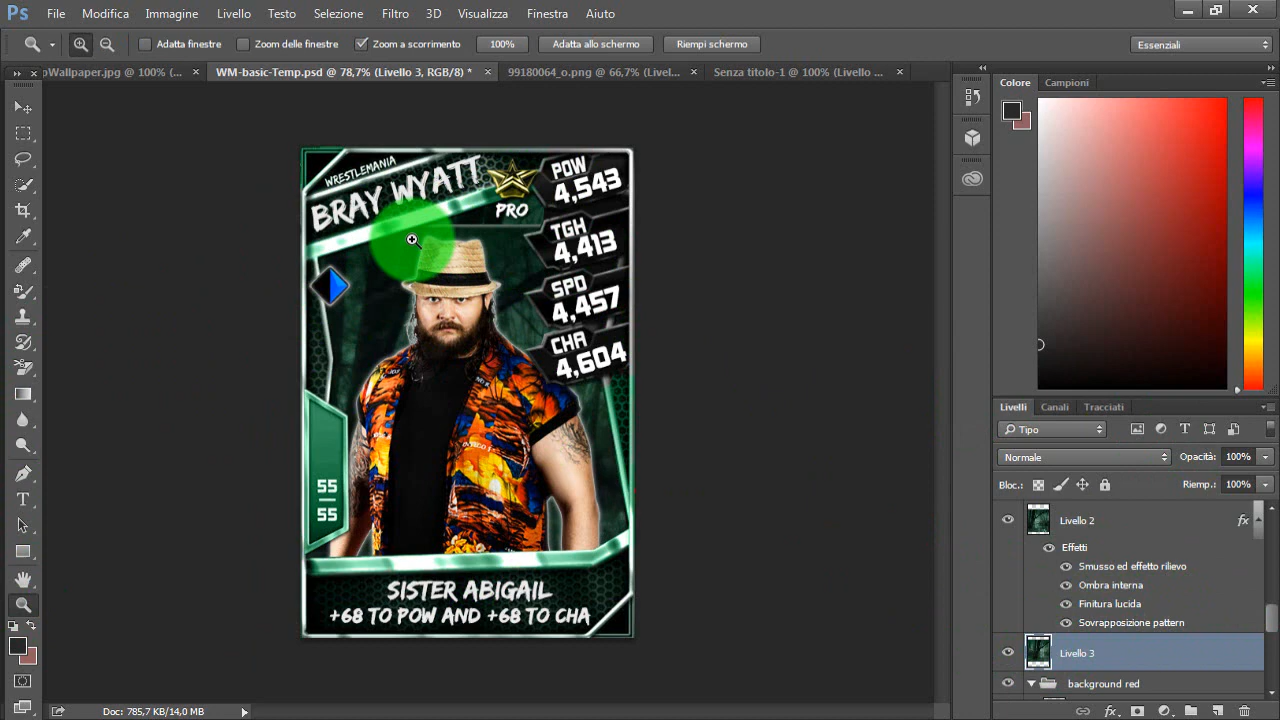 Ps File Modifica Immagine Livello Testo Selezione Filtro 3D Visualizza Finestra Aiuto
Adatta finestre Zoom delle finestre Zoom a scorrimento 100% Adatta allo schermo Riempi schermo Essenziali
pWallpaper.jpg @ 100% (... × WM-basic-Temp.psd @ 78,7% (Livello 3, RGB/8) * × 99180064_o.png @ 66,7% (Livel... × Senza titolo-1 @ 100% (Livello ... ×
Colore Campioni
WRESTLEMANIA
BRAY WYATT
PRO
POW
4,543
TGH
4,413
SPD
4,457
CHA
4,604
55
55
SISTER ABIGAIL
+68 TO POW AND +68 TO CHA
Livelli Canali Tracciati
Tipo
Normale Opacità: 100%
Bloc.: Riemp.: 100%
Livello 2 fx
Effetti
Smusso ed effetto rilievo
Ombra interna
Finitura lucida
Sovrapposizione pattern
Livello 3
background red
fx
Doc: 785,7 KB/14,0 MB